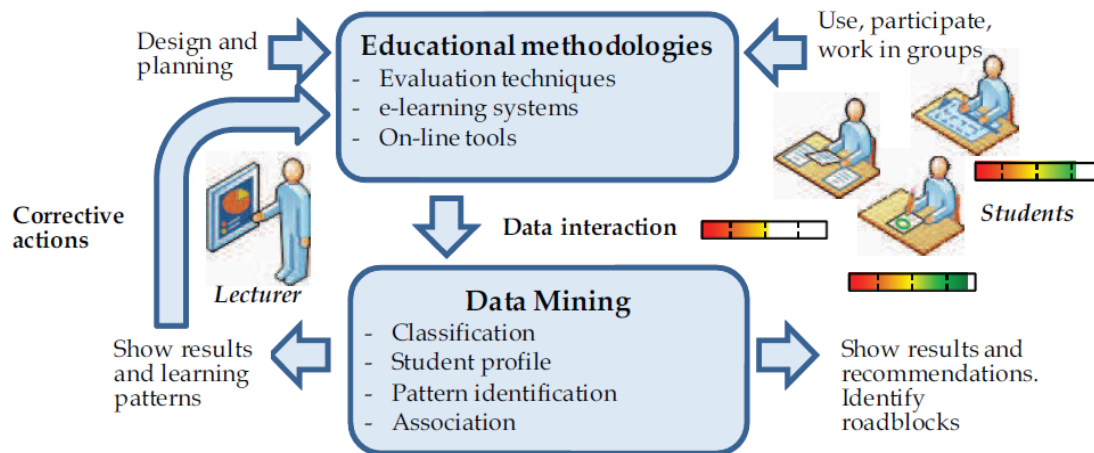 Design and
planning
Educational methodologies
- Evaluation techniques
- e-learning systems
- On-line tools
Use, participate,
work in groups
Corrective
actions
Lecturer
Data interaction
Students
Data Mining
- Classification
- Student profile
- Pattern identification
- Association
Show results
and learning
patterns
Show results and
recommendations.
Identify
roadblocks